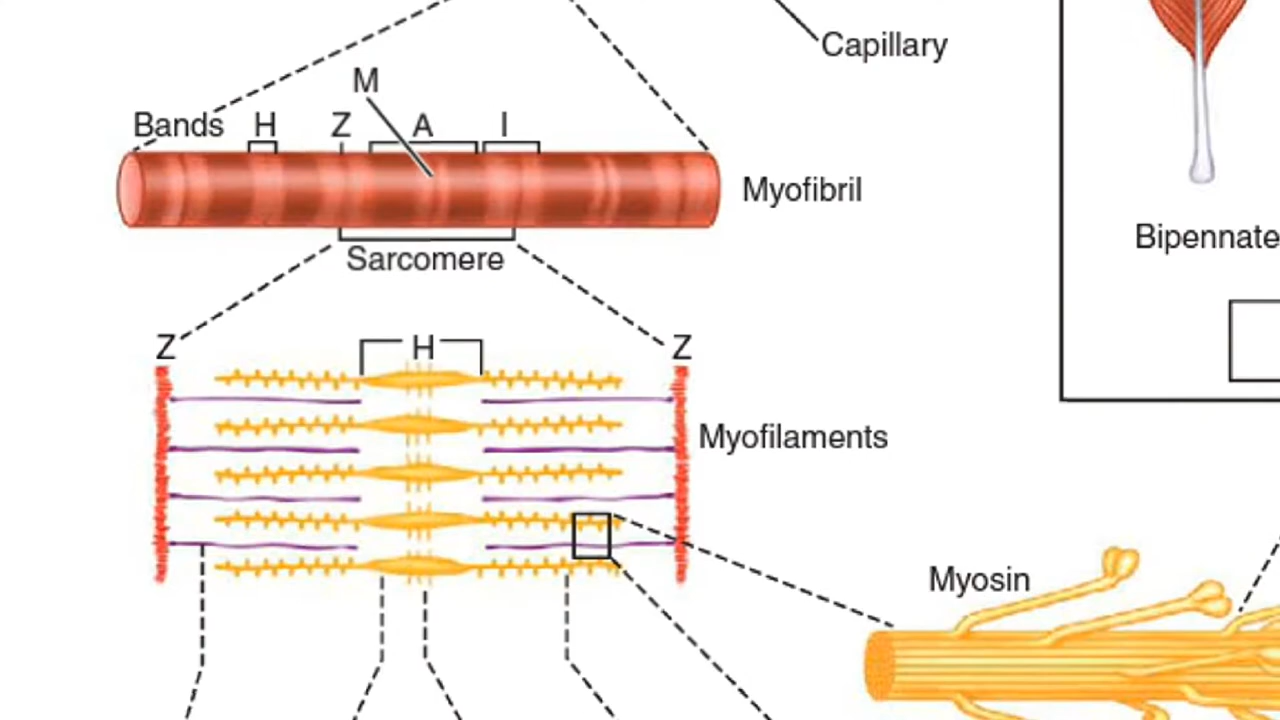 Capillary
M
Bands H Z A I
Myofibril
Bipennate
Sarcomere
Z H Z
Myofilaments
Myosin